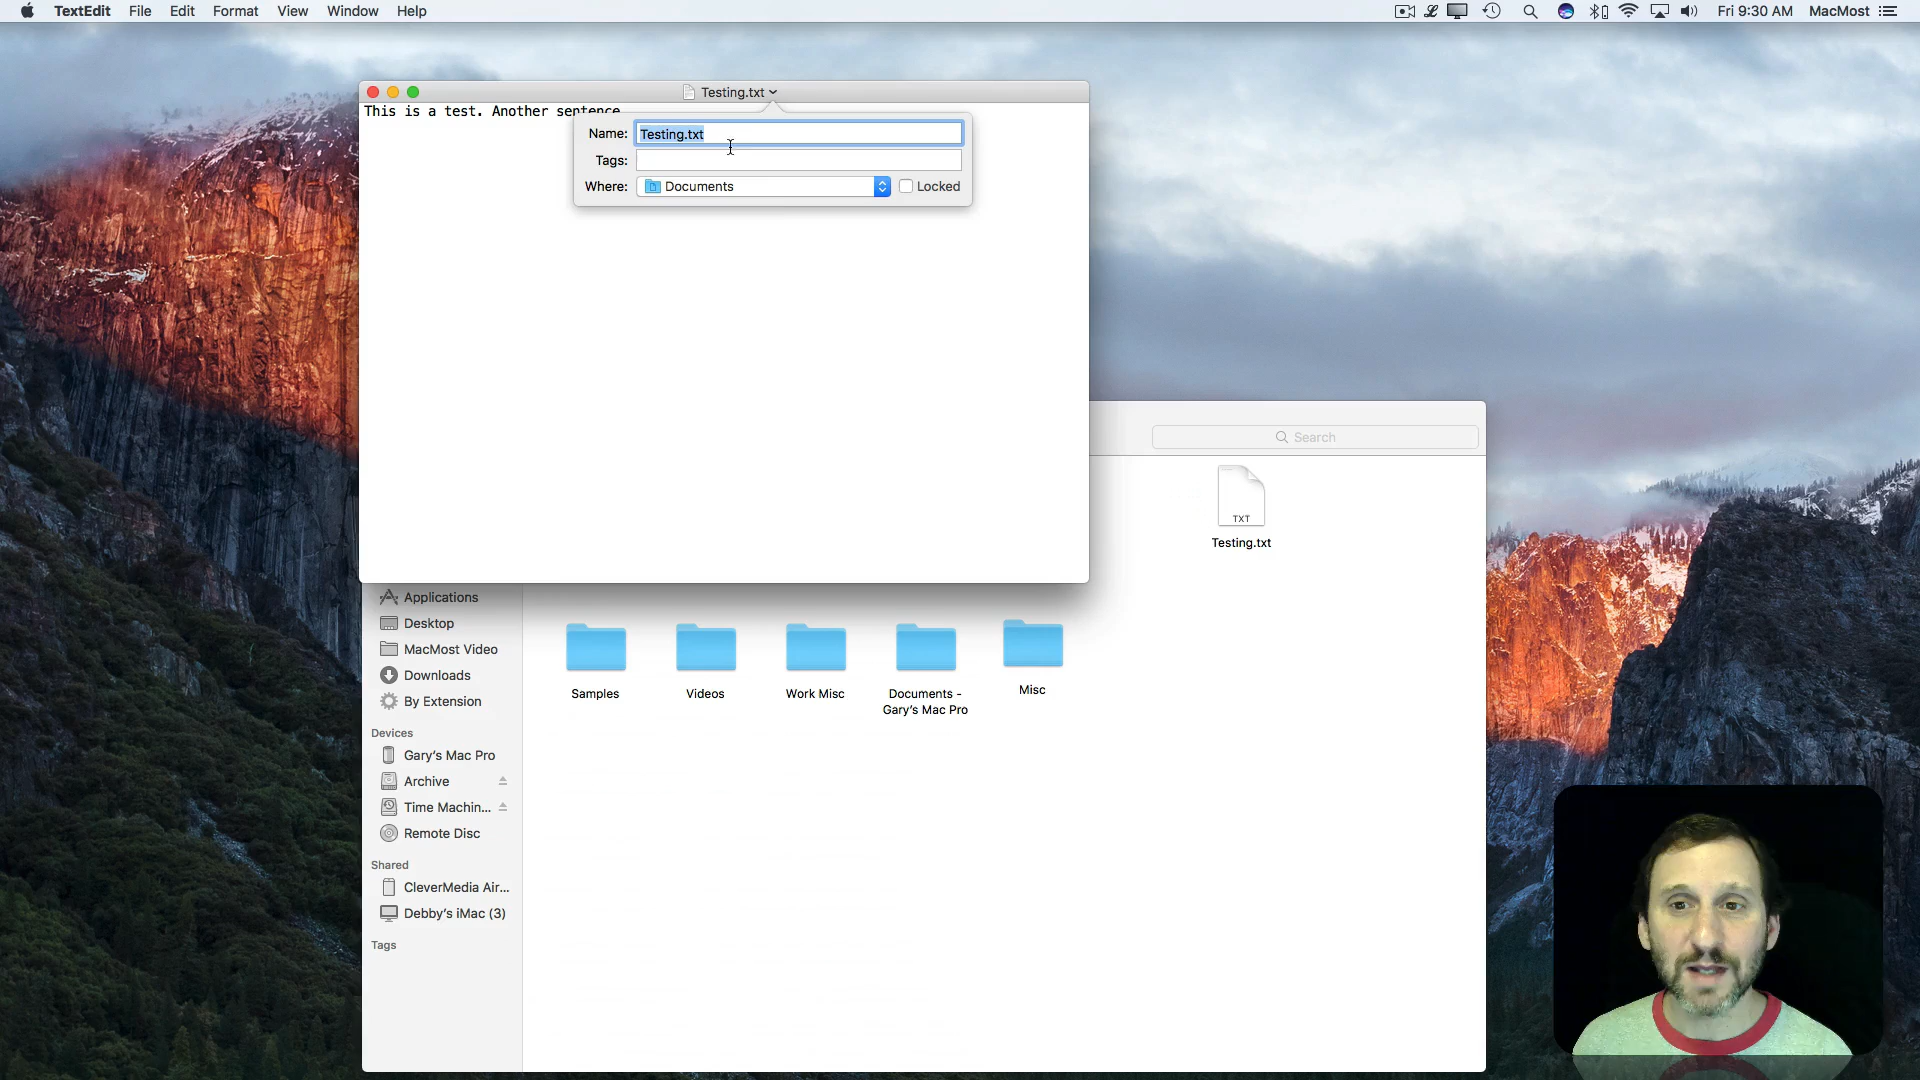 TextEdit File Edit Format View Window Help Fri 9:30 AM MacMost
Testing.txt
This is a test. Another sentence
Name: Testing.txt
Tags:
Where: Documents Locked
Search
TXT
Testing.txt
Applications
Desktop
MacMost Video
Downloads
By Extension
Samples
Videos
Work Misc
Documents -
Gary's Mac Pro
Misc
Devices
Gary's Mac Pro
Archive
Time Machin...
Remote Disc
Shared
CleverMedia Air...
Debby's iMac (3)
Tags